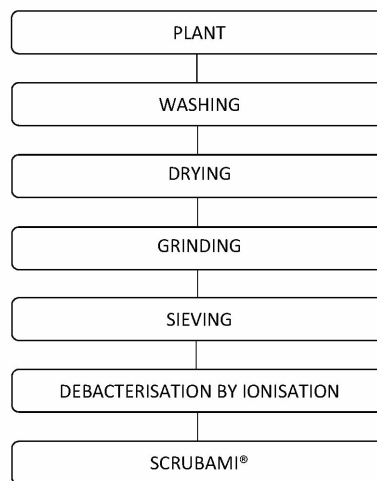 PLANT
WASHING
DRYING
GRINDING
SIEVING
DEBACTERISATION BY IONISATION
SCRUBAMI®